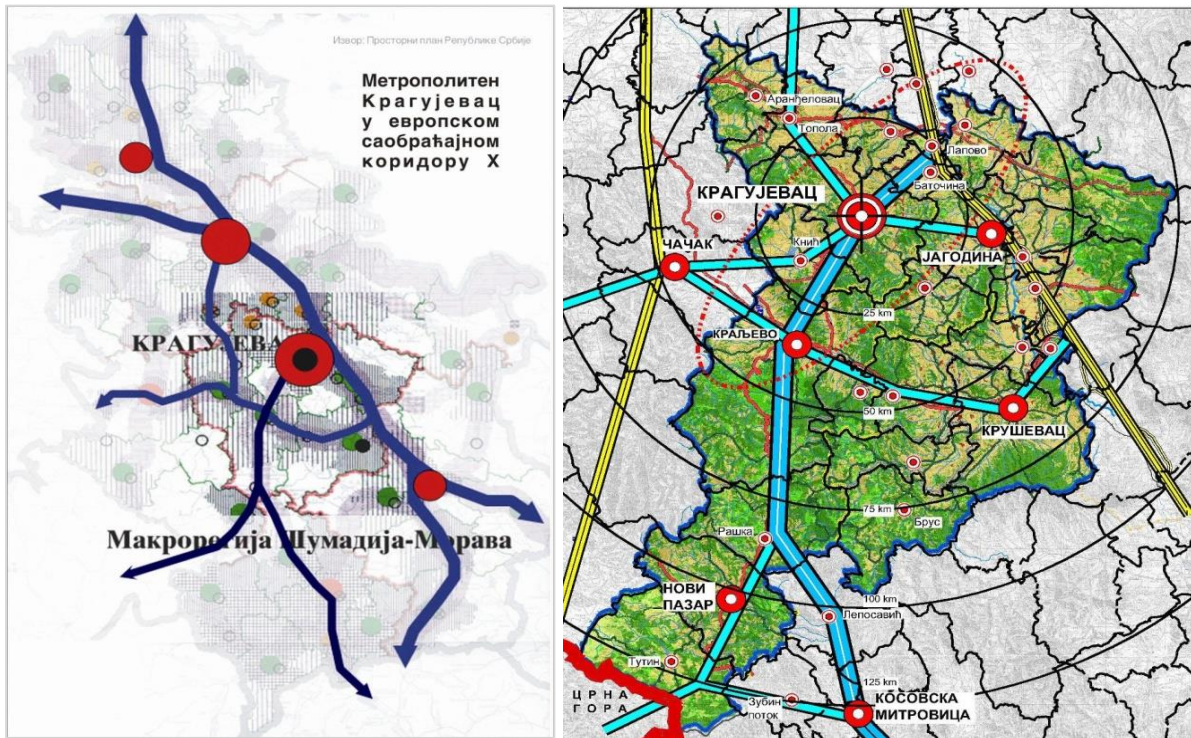 Извор: Просторни план Републике Србије
Метрополитен
Крагујевац
у европском
саобраћајном
коридору X
КРАГУЈЕВА
Макрорегија Шумадија-Морава
Аранђеловац
Топола
Лапово
Баточина
КРАГУЈЕВАЦ
Кнић
ЧАЧАК
ЈАГОДИНА
25 km
КРАЉЕВО
50 km
КРУШЕВАЦ
75 km
Брус
Рашка
НОВИ
ПАЗАР
100 km
Лепосавић
Тутин
125 km
ЦРНА
ГОРА
Зубин
поток
КОСОВСКА
МИТРОВИЦА